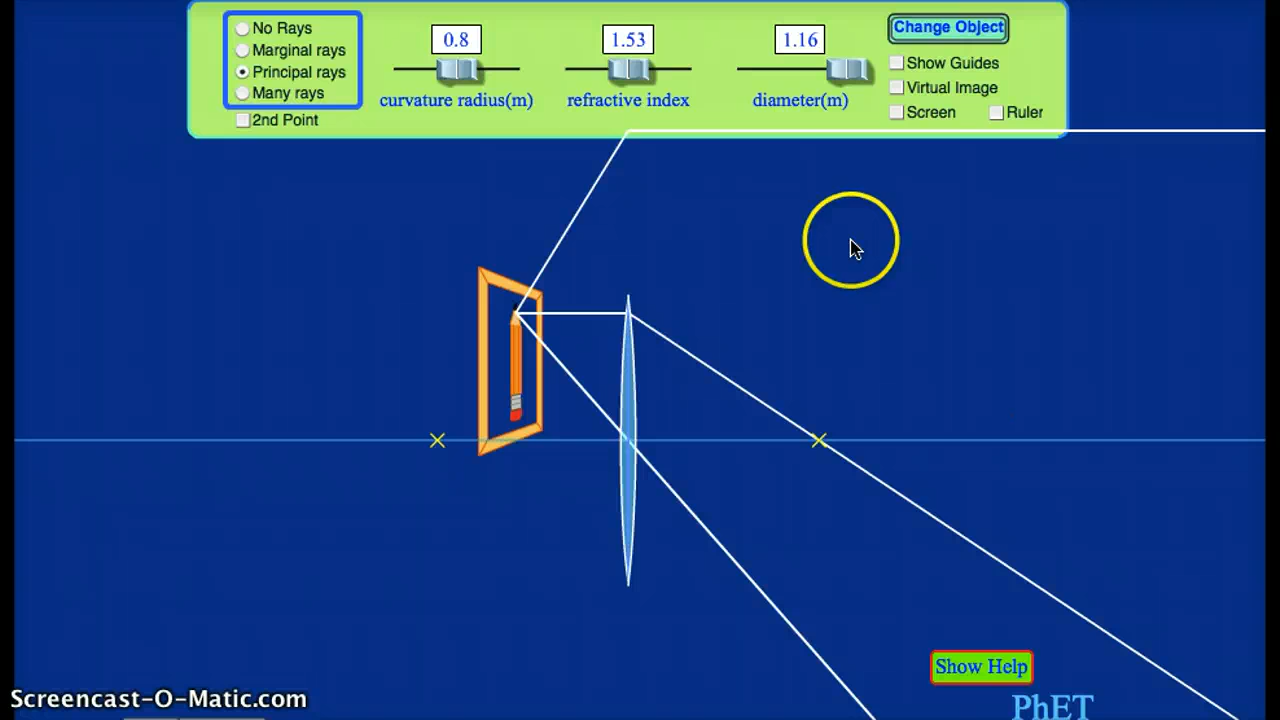 No Rays
Marginal rays
Principal rays
Many rays
2nd Point
0.8
curvature radius(m)
1.53
refractive index
1.16
diameter(m)
Change Object
Show Guides
Virtual Image
Screen
Ruler
Show Help
PhET
Screencast-O-Matic.com